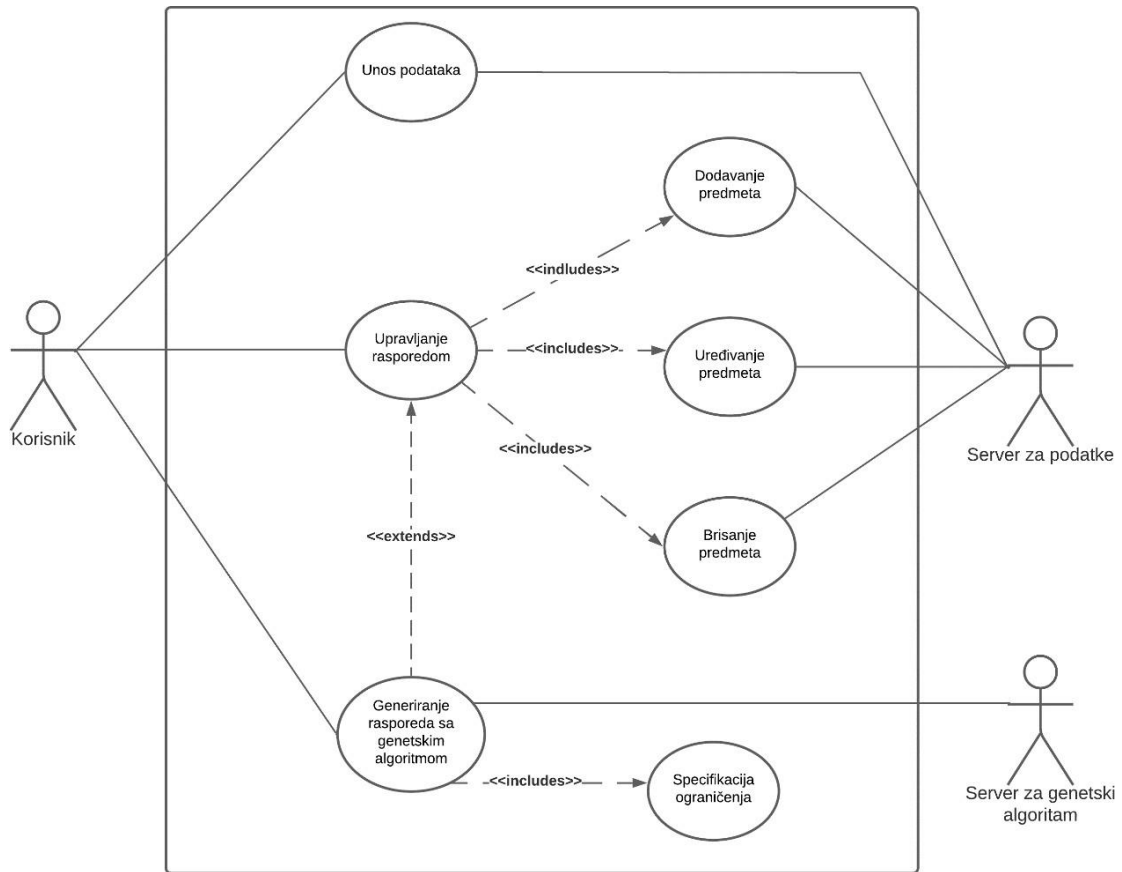 Unos podataka
Dodavanje
predmeta
<<indludes>>
Upravljanje
rasporedom
<<includes>>
Uređivanje
predmeta
Korisnik
Server za podatke
<<includes>>
<<extends>>
Brisanje
predmeta
Generiranje
rasporeda sa
genetskim
algoritmom
<<includes>>
Specifikacija
ograničenja
Server za genetski
algoritam